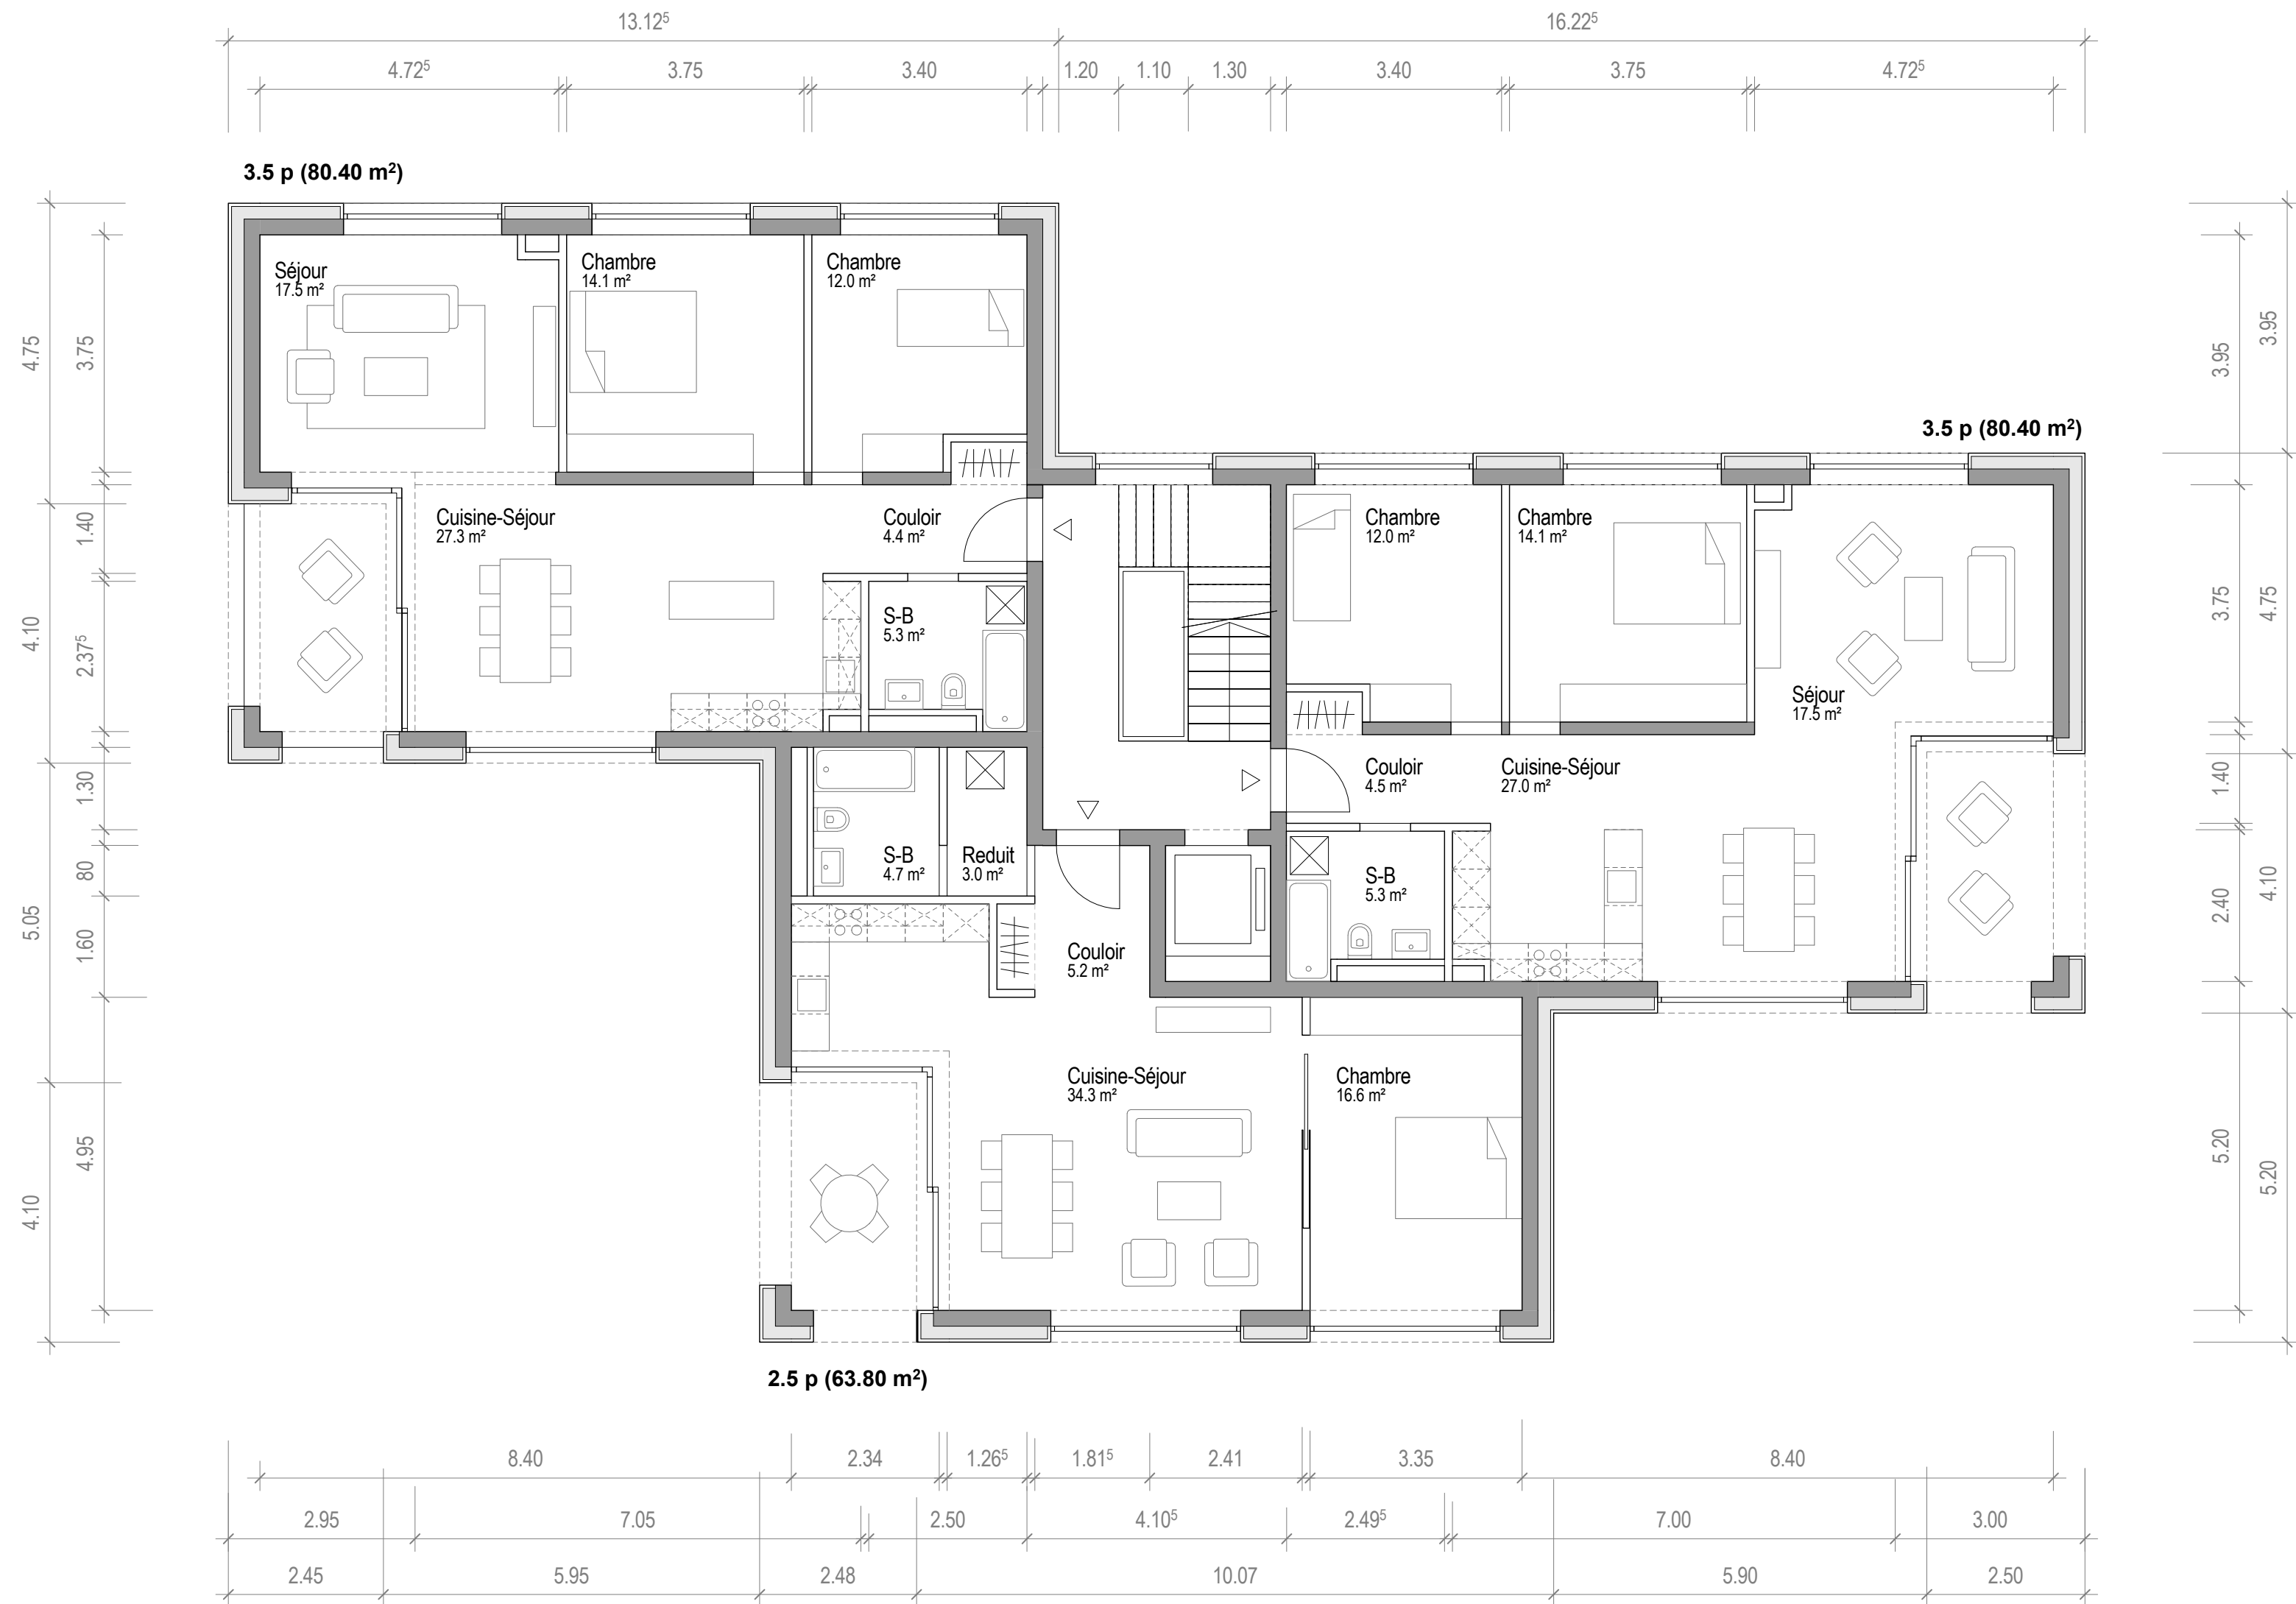 13.12⁵ 16.22⁵
4.72⁵ 3.75 3.40 1.20 1.10 1.30 3.40 3.75 4.72⁵
3.5 p (80.40 m²)
3.5 p (80.40 m²)
Séjour
17.5 m²
Chambre
14.1 m²
Chambre
12.0 m²
Cuisine-Séjour
27.3 m²
Couloir
4.4 m²
S-B
5.3 m²
Chambre
12.0 m²
Chambre
14.1 m²
Séjour
17.5 m²
Couloir
4.5 m²
Cuisine-Séjour
27.0 m²
S-B
5.3 m²
S-B
4.7 m²
Reduit
3.0 m²
Couloir
5.2 m²
Cuisine-Séjour
34.3 m²
Chambre
16.6 m²
2.5 p (63.80 m²)
4.75
4.10
5.05
4.10
3.75
1.40
2.37⁵
1.30
80
1.60
4.95
3.95
3.75
1.40
2.40
5.20
3.95
4.75
4.10
5.20
8.40 2.34 1.26⁵ 1.81⁵ 2.41 3.35 8.40
2.95 7.05 2.50 4.10⁵ 2.49⁵ 7.00 3.00
2.45 5.95 2.48 10.07 5.90 2.50